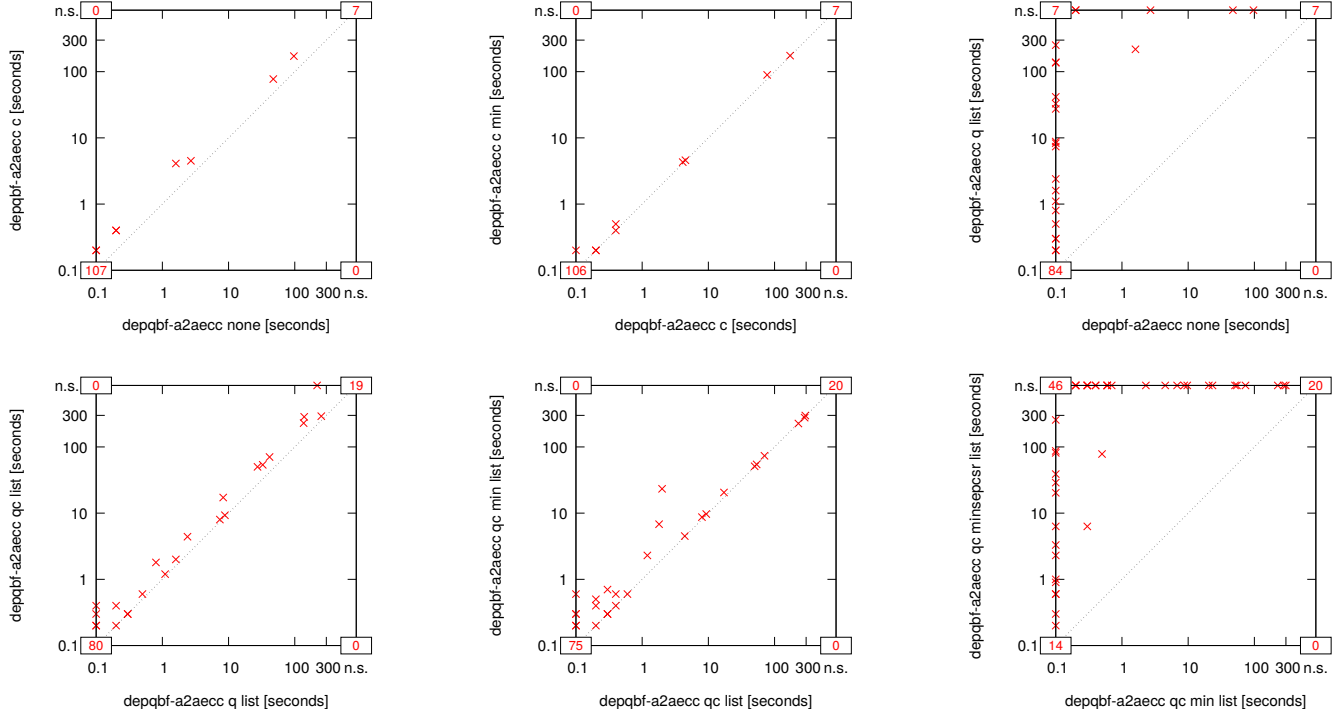 n.s. 0 7
300
100
10
1
0.1 107 0
0.1 1 10 100 300 n.s.
depqbf-a2aecc c [seconds]
depqbf-a2aecc none [seconds]
n.s. 0 7
300
100
10
1
0.1 106 0
0.1 1 10 100 300 n.s.
depqbf-a2aecc c min [seconds]
depqbf-a2aecc c [seconds]
n.s. 7 7
300
100
10
1
0.1 84 0
0.1 1 10 100 300 n.s.
depqbf-a2aecc q list [seconds]
depqbf-a2aecc none [seconds]
n.s. 0 19
300
100
10
1
0.1 80 0
0.1 1 10 100 300 n.s.
depqbf-a2aecc qc list [seconds]
depqbf-a2aecc q list [seconds]
n.s. 0 20
300
100
10
1
0.1 75 0
0.1 1 10 100 300 n.s.
depqbf-a2aecc qc min list [seconds]
depqbf-a2aecc qc list [seconds]
n.s. 46 20
300
100
10
1
0.1 14 0
0.1 1 10 100 300 n.s.
depqbf-a2aecc qc minsepcsr list [seconds]
depqbf-a2aecc qc min list [seconds]